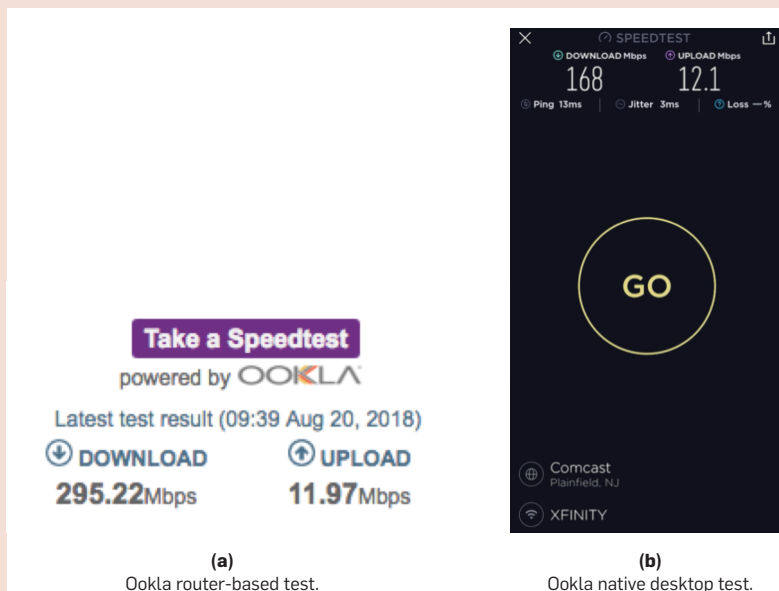 Take a Speedtest
powered by OOKLA
Latest test result (09:39 Aug 20, 2018)
DOWNLOAD UPLOAD
295.22Mbps 11.97Mbps
(a)
Ookla router-based test.
SPEEDTEST
DOWNLOAD Mbps UPLOAD Mbps
168 12.1
Ping 13ms Jitter 3ms Loss —%
GO
Comcast
Plainfield, NJ
XFINITY
(b)
Ookla native desktop test.